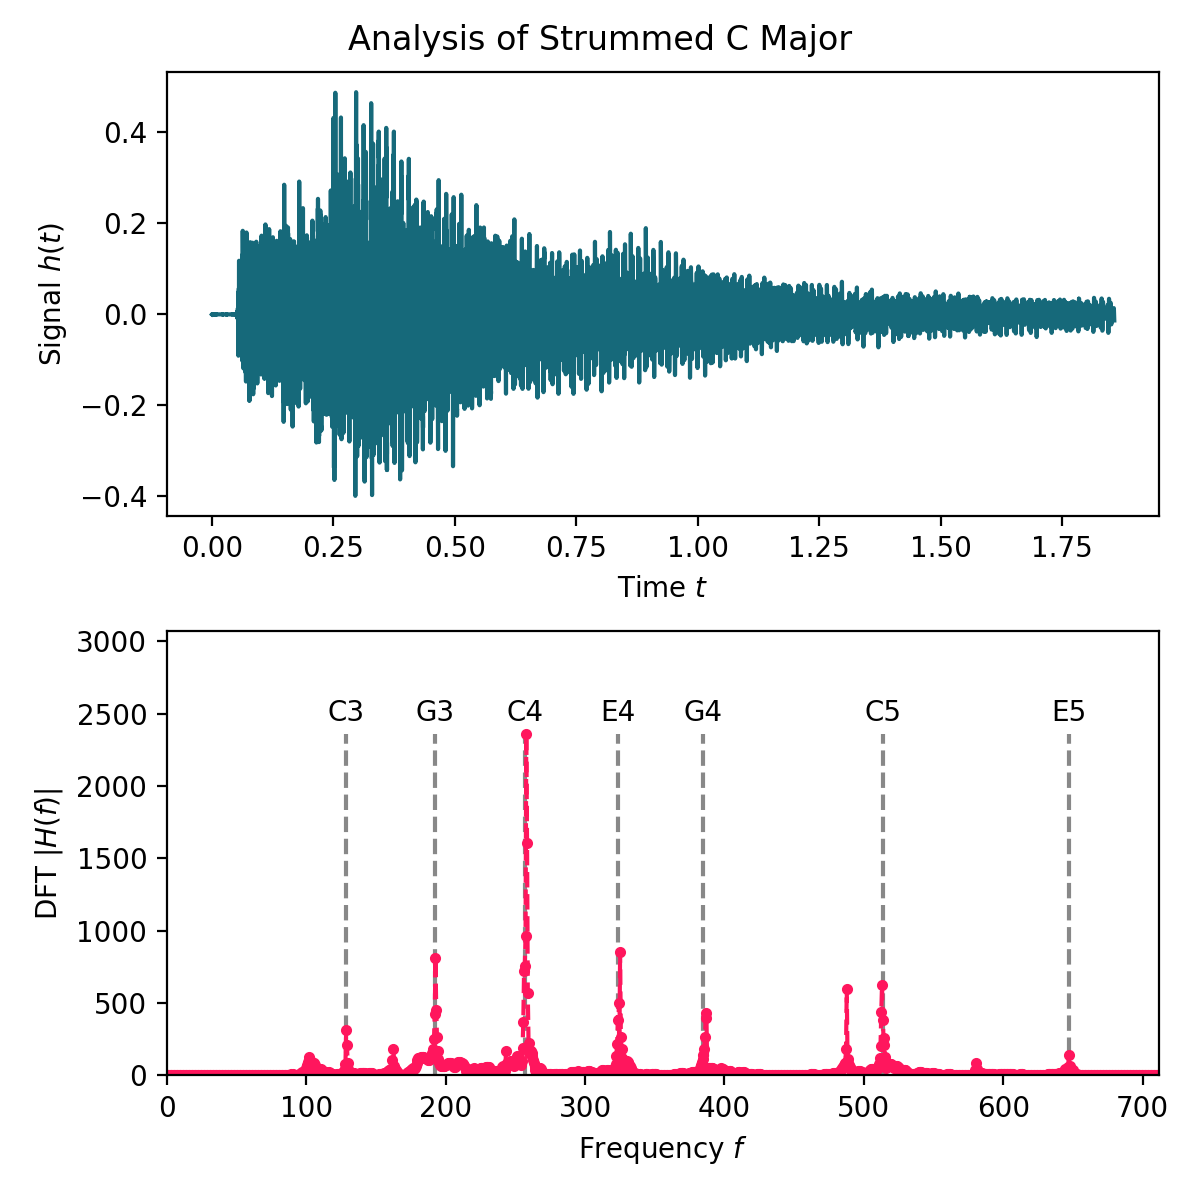 Analysis of Strummed C Major
0.4
0.2
0.0
−0.2
−0.4
Signal h(t)
0.00 0.25 0.50 0.75 1.00 1.25 1.50 1.75
Time t
3000
2500
2000
1500
1000
500
0
DFT |H(f)|
C3 G3 C4 E4 G4 C5 E5
0 100 200 300 400 500 600 700
Frequency f